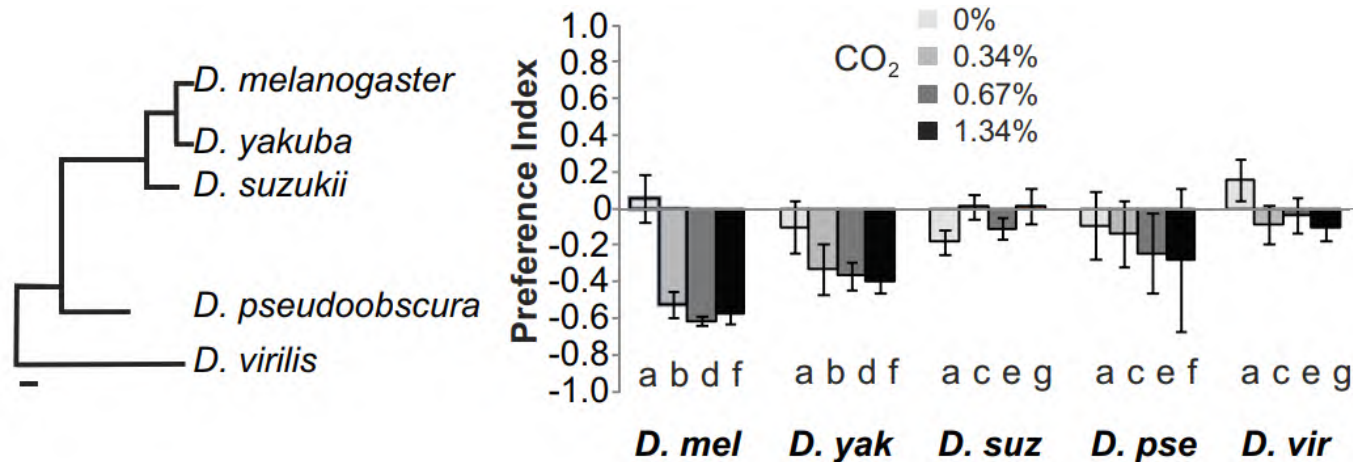 D. melanogaster
D. yakuba
D. suzukii
D. pseudoobscura
D. virilis
Preference Index
1.0
0.8
0.6
0.4
0.2
0
-0.2
-0.4
-0.6
-0.8
-1.0
CO2
0%
0.34%
0.67%
1.34%
a b d f a b d f a c e g a c e f a c e g
D. mel D. yak D. suz D. pse D. vir